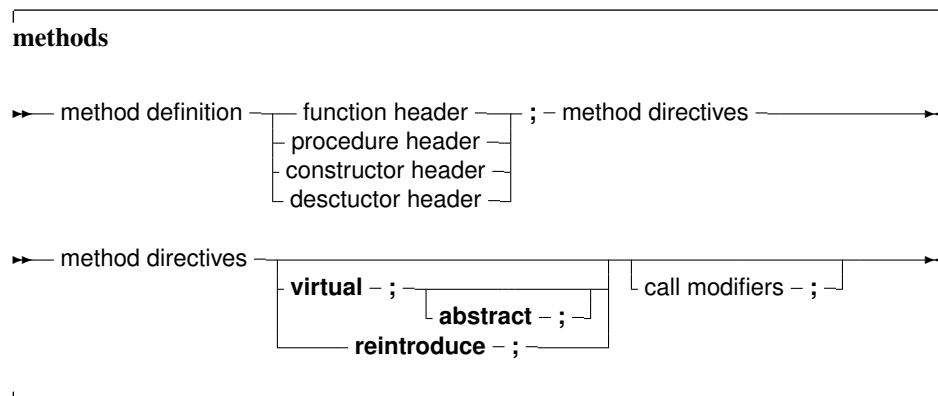 methods
method definition function header ; method directives
procedure header
constructor header
desctuctor header
method directives call modifiers ;
virtual ;
abstract ;
reintroduce ;